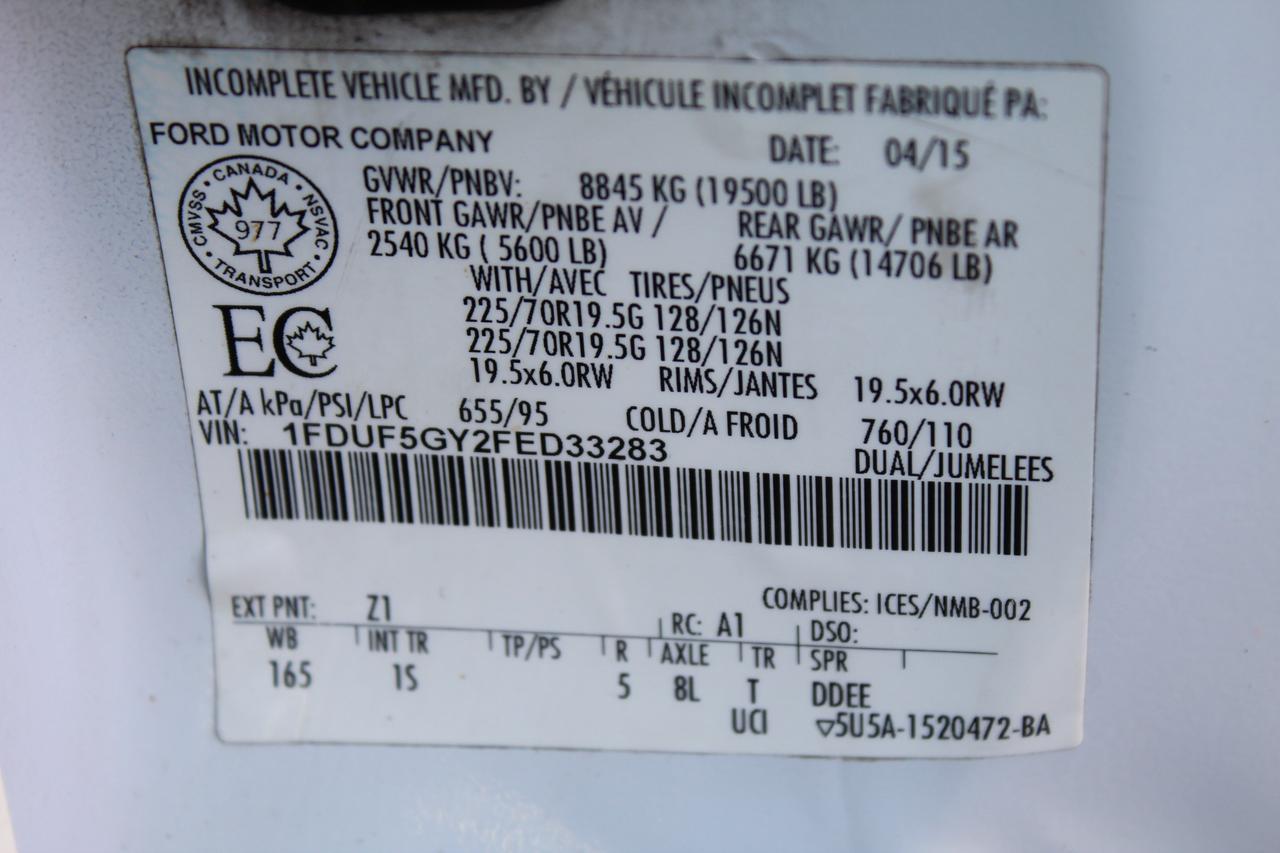 INCOMPLETE VEHICLE MFD. BY / VÉHICULE INCOMPLET FABRIQUÉ PA:
FORD MOTOR COMPANY DATE: 04/15
CMVSS • CANADA • NSVAC • TRANSPORT •
977
GVWR/PNBV: 8845 KG (19500 LB)
FRONT GAWR/PNBE AV / REAR GAWR/ PNBE AR
2540 KG ( 5600 LB) 6671 KG (14706 LB)
WITH/AVEC TIRES/PNEUS
EC
225/70R19.5G 128/126N
225/70R19.5G 128/126N
19.5x6.0RW RIMS/JANTES 19.5x6.0RW
AT/A kPa/PSI/LPC 655/95 COLD/A FROID 760/110
VIN: 1FDUF5GY2FED33283 DUAL/JUMELEES
COMPLIES: ICES/NMB-002
EXT PNT: Z1 RC: A1 DSO:
WB INT TR TP/PS R AXLE TR SPR
165 1S 5 8L T DDEE
UCI ▽5U5A-1520472-BA